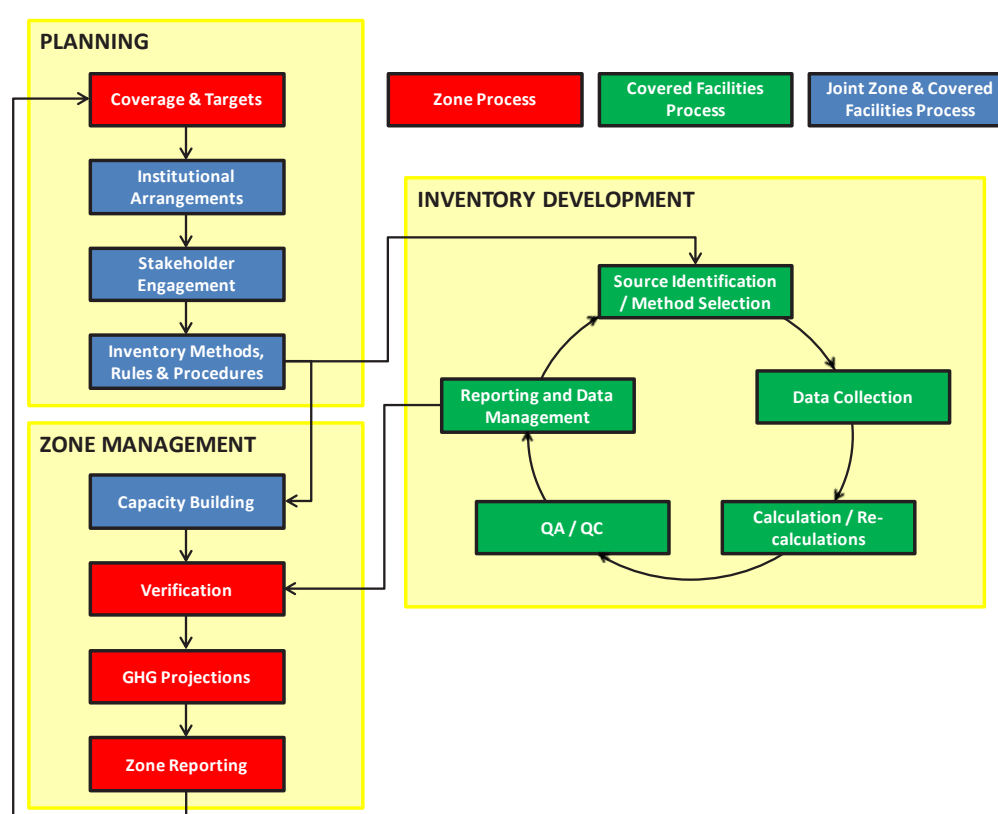 PLANNING
Coverage & Targets
Institutional
Arrangements
Stakeholder
Engagement
Inventory Methods,
Rules & Procedures
Zone Process
Covered Facilities
Process
Joint Zone & Covered
Facilities Process
INVENTORY DEVELOPMENT
Source Identification
/ Method Selection
Data Collection
Calculation / Re-
calculations
QA / QC
Reporting and Data
Management
ZONE MANAGEMENT
Capacity Building
Verification
GHG Projections
Zone Reporting